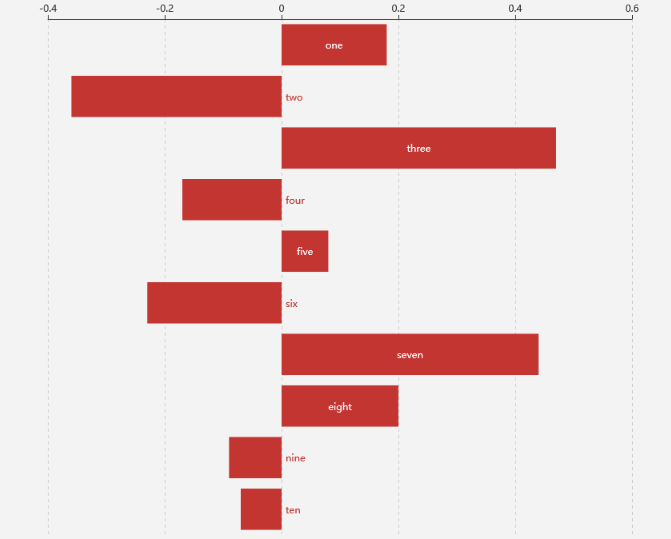 -0.4 -0.2 0 0.2 0.4 0.6
one
two
three
four
five
six
seven
eight
nine
ten